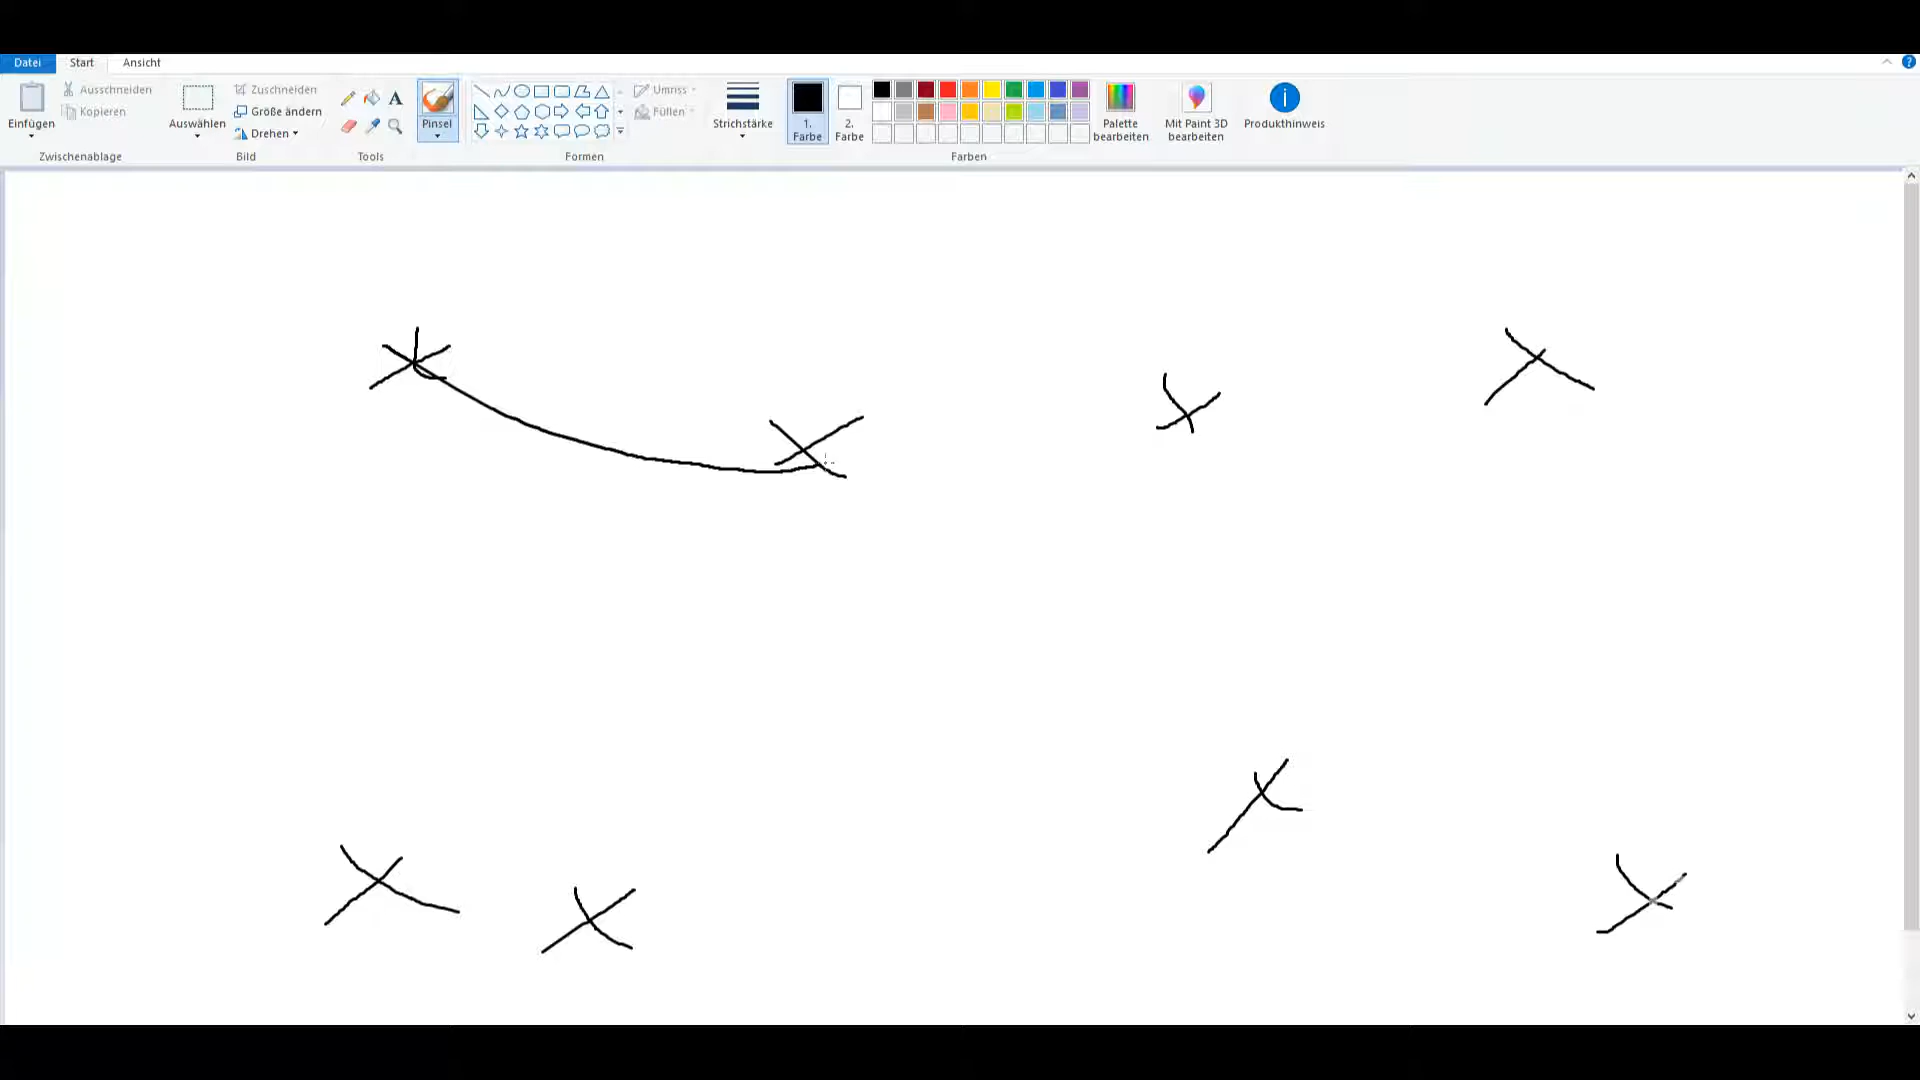 Datei Start Ansicht
Einfügen
Ausschneiden
Kopieren
Zwischenablage
Auswählen
Zuschneiden
Größe ändern
Drehen
Bild
A
Tools
Pinsel
Formen
Umriss
Füllen
Strichstärke
1. Farbe
2. Farbe
Farben
Palette bearbeiten
Mit Paint 3D bearbeiten
i
Produkthinweis
?